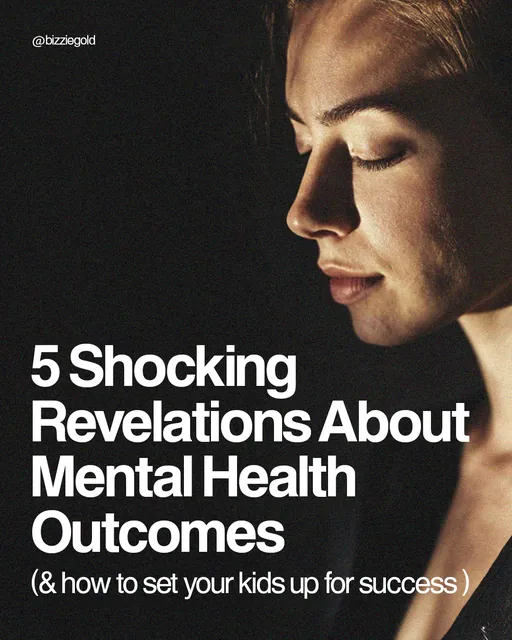 @bizziegold
5 Shocking
Revelations About
Mental Health
Outcomes
(& how to set your kids up for success)